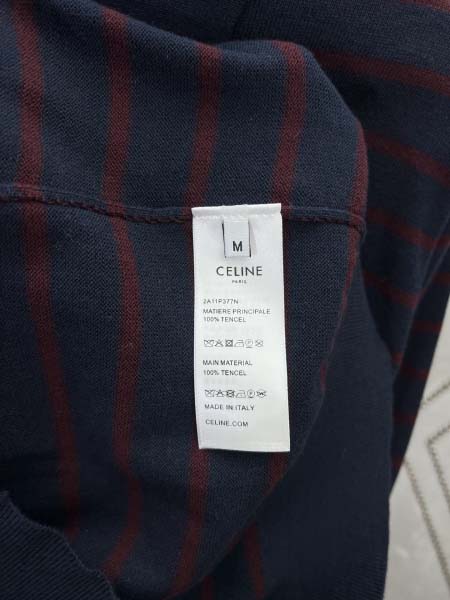 M
CELINE
PARIS
2A11P377N
MATIERE PRINCIPALE
100% TENCEL
MAIN MATERIAL
100% TENCEL
MADE IN ITALY
CELINE.COM